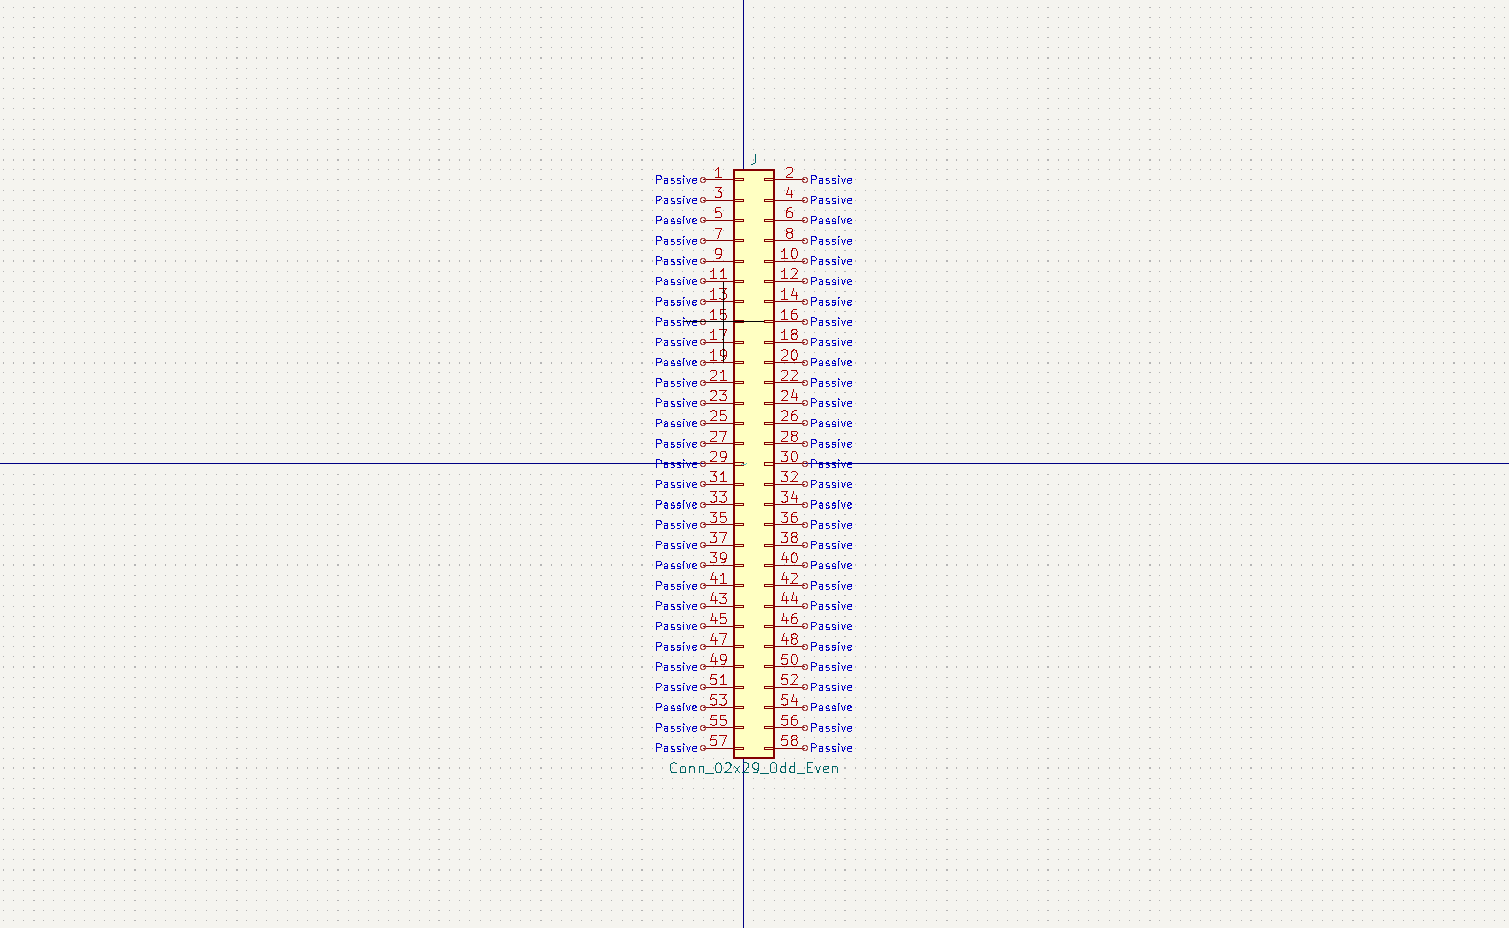 J
Passive 1 2 Passive
Passive 3 4 Passive
Passive 5 6 Passive
Passive 7 8 Passive
Passive 9 10 Passive
Passive 11 12 Passive
Passive 13 14 Passive
Passive 15 16 Passive
Passive 17 18 Passive
Passive 19 20 Passive
Passive 21 22 Passive
Passive 23 24 Passive
Passive 25 26 Passive
Passive 27 28 Passive
Passive 29 30 Passive
Passive 31 32 Passive
Passive 33 34 Passive
Passive 35 36 Passive
Passive 37 38 Passive
Passive 39 40 Passive
Passive 41 42 Passive
Passive 43 44 Passive
Passive 45 46 Passive
Passive 47 48 Passive
Passive 49 50 Passive
Passive 51 52 Passive
Passive 53 54 Passive
Passive 55 56 Passive
Passive 57 58 Passive
Conn_02x29_Odd_Even